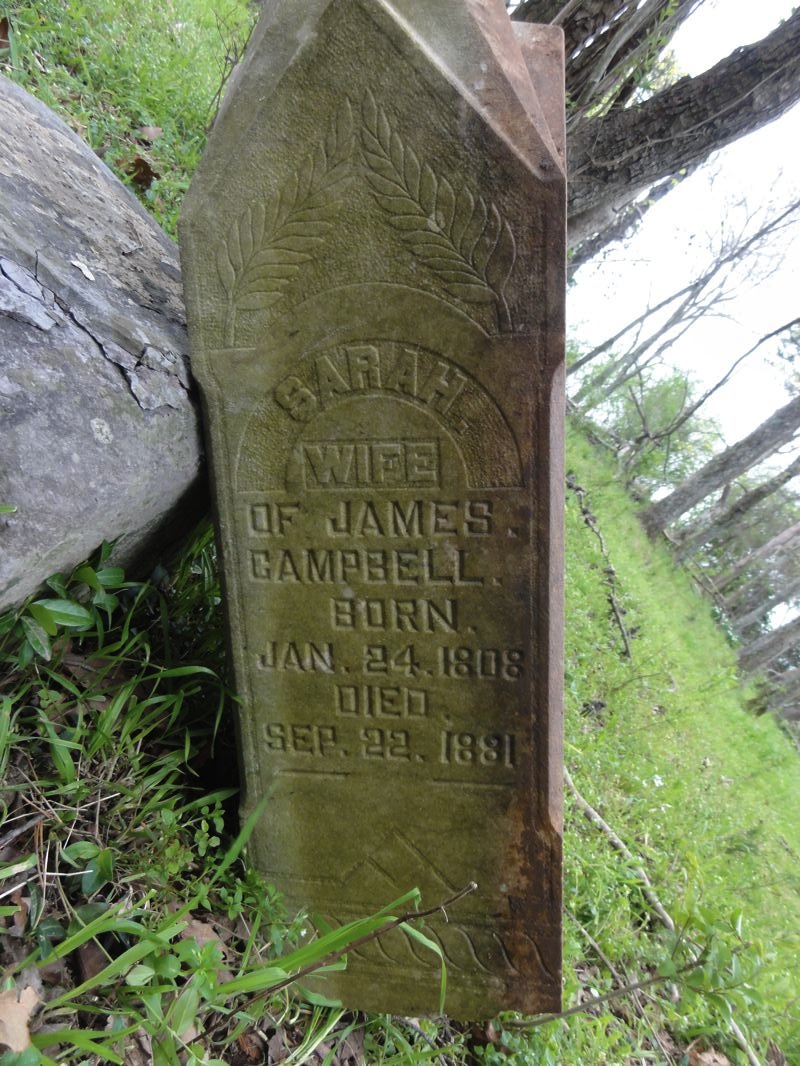 SARAH.
WIFE
OF JAMES.
CAMPBELL.
BORN.
JAN. 24. 1808
DIED.
SEP. 22. 1881